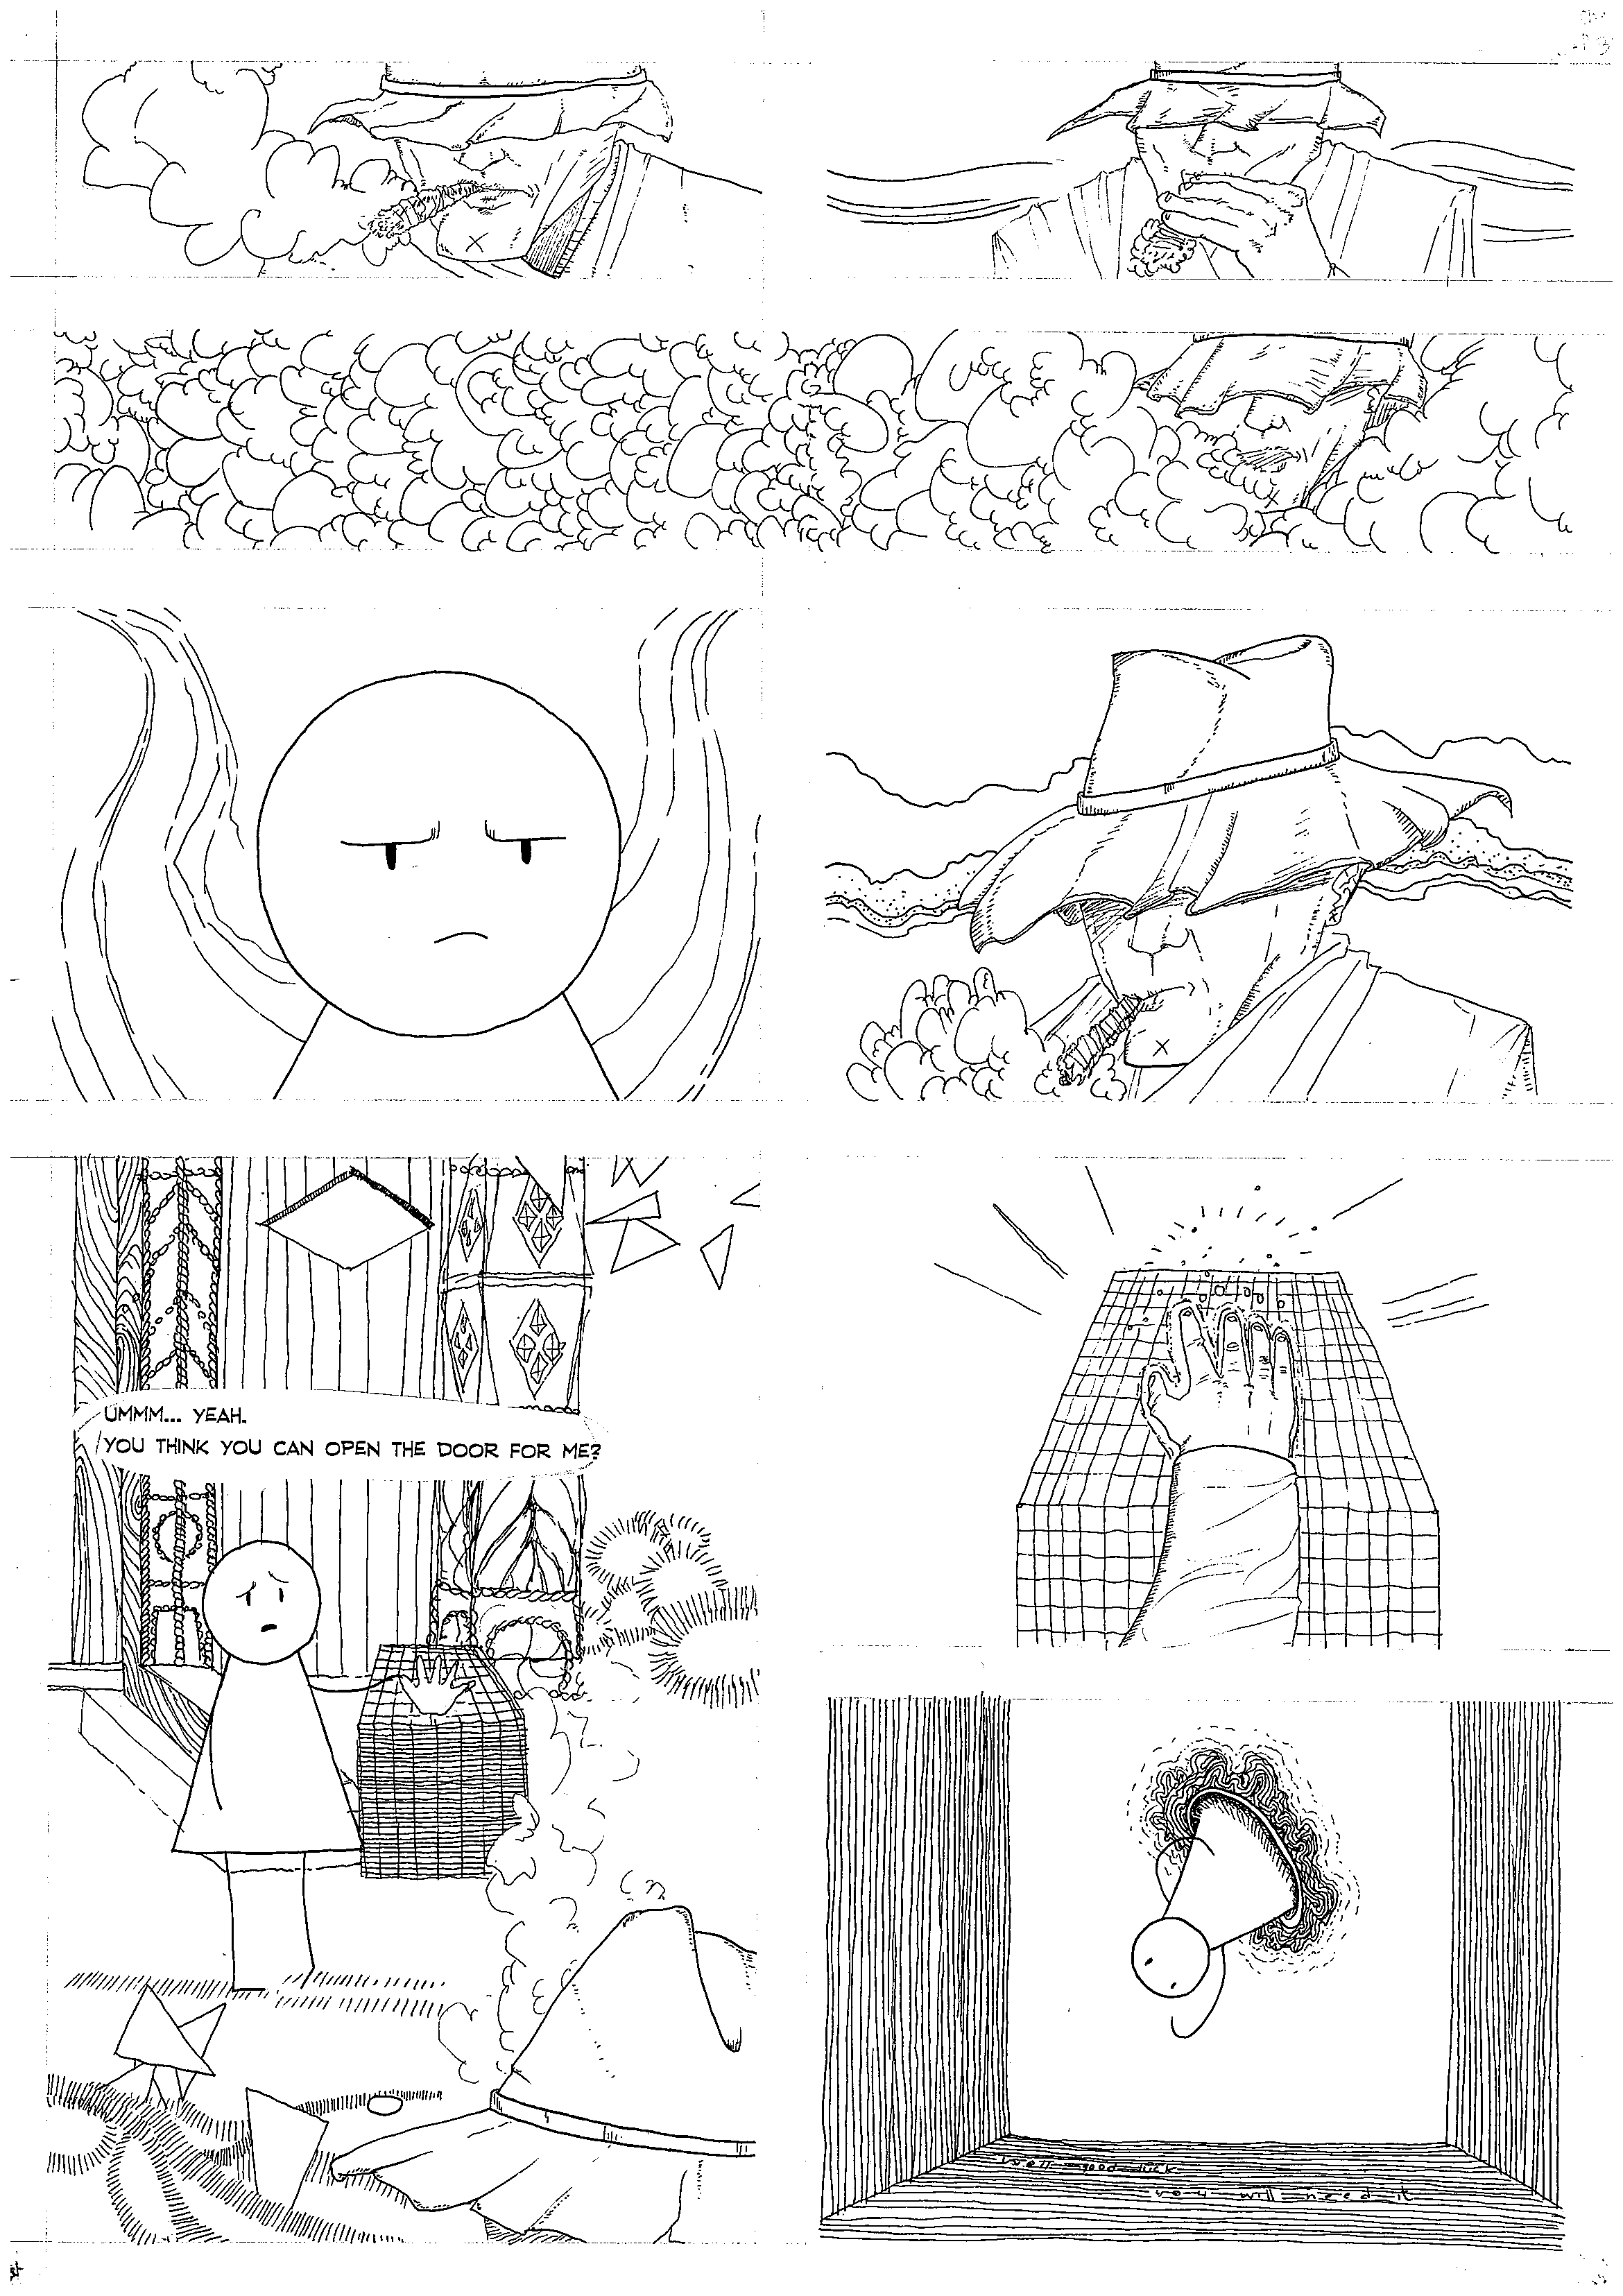 UMMM... YEAH.
YOU THINK YOU CAN OPEN THE DOOR FOR ME?
well good luck
you will need it